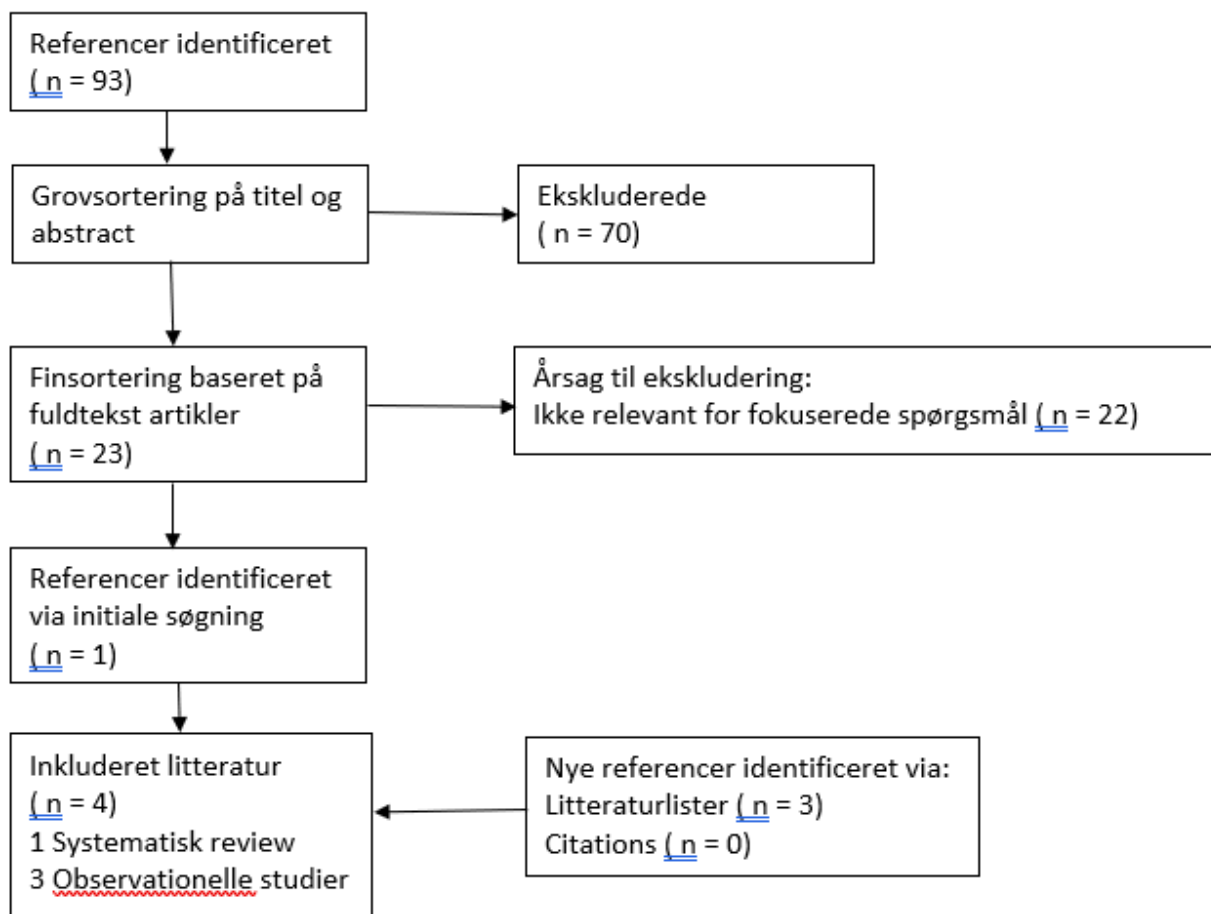 Referencer identificeret
( n = 93)
Grovsortering på titel og
abstract
Ekskluderede
( n = 70)
Finsortering baseret på
fuldtekst artikler
( n = 23)
Årsag til ekskludering:
Ikke relevant for fokuserede spørgsmål ( n = 22)
Referencer identificeret
via initiale søgning
( n = 1)
Inkluderet litteratur
( n = 4)
1 Systematisk review
3 Observationelle studier
Nye referencer identificeret via:
Litteraturlister ( n = 3)
Citations ( n = 0)